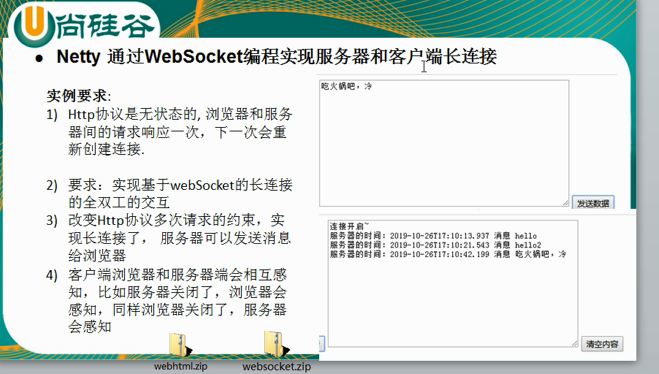 U尚硅谷
• Netty 通过WebSocket编程实现服务器和客户端长连接
实例要求:
1) Http协议是无状态的, 浏览器和服务
器间的请求响应一次，下一次会重
新创建连接.
2) 要求：实现基于webSocket的长连接
的全双工的交互
3) 改变Http协议多次请求的约束，实
现长连接了， 服务器可以发送消息
给浏览器
4) 客户端浏览器和服务器端会相互感
知，比如服务器关闭了，浏览器会
感知，同样浏览器关闭了，服务器
会感知
吃火锅吧，冷
发送数据
连接开启~
服务器的时间：2019-10-26T17:10:13.937 消息 hello
服务器的时间：2019-10-26T17:10:21.543 消息 hello2
服务器的时间：2019-10-26T17:10:42.199 消息 吃火锅吧，冷
清空内容
webhtml.zip
websocket.zip